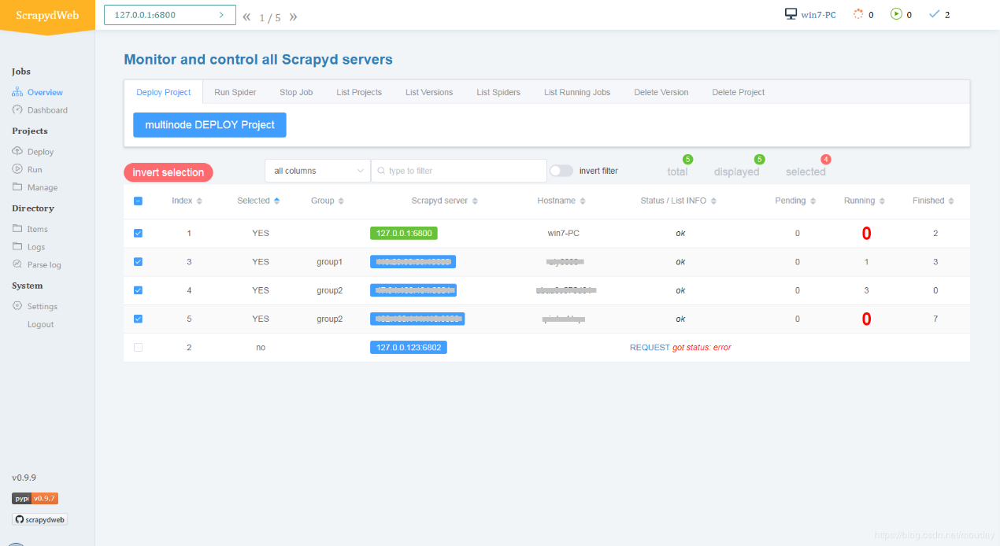 ScrapydWeb
127.0.0.1:6800
1 / 5
win7-PC 0 0 2
Jobs
Overview
Dashboard
Projects
Deploy
Run
Manage
Directory
Items
Logs
Parse log
System
Settings
Logout
v0.9.9
pypi v0.9.7
scrapydweb
Monitor and control all Scrapyd servers
Deploy Project Run Spider Stop Job List Projects List Versions List Spiders List Running Jobs Delete Version Delete Project
multinode DEPLOY Project
invert selection all columns type to filter invert filter total 5 displayed 5 selected 4
Index Selected Group Scrapyd server Hostname Status / List INFO Pending Running Finished
1 YES 127.0.0.1:6800 win7-PC ok 0 0 2
3 YES group1 ok 0 1 3
4 YES group2 ok 0 3 0
5 YES group2 ok 0 0 7
2 no 127.0.0.123:6802 REQUEST got status: error
https://blog.csdn.net/mouday